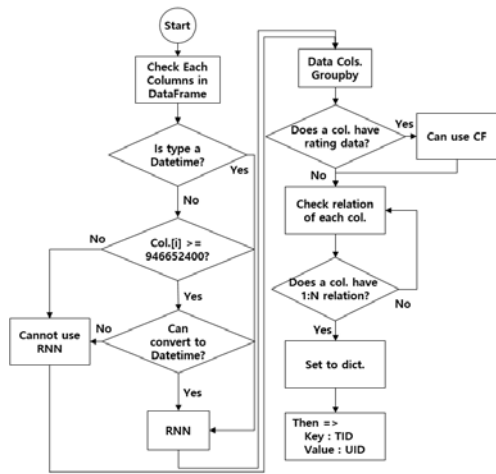 Start
Check Each
Columns in
DataFrame
Is type a
Datetime?
Yes
No
Col.[i] >=
946652400?
No
Yes
Can
convert to
Datetime?
No
Yes
Cannot use
RNN
RNN
Data Cols.
Groupby
Does a col. have
rating data?
Yes
Can use CF
No
Check relation
of each col.
Does a col. have
1:N relation?
No
Yes
Set to dict.
Then =>
Key : TID
Value : UID